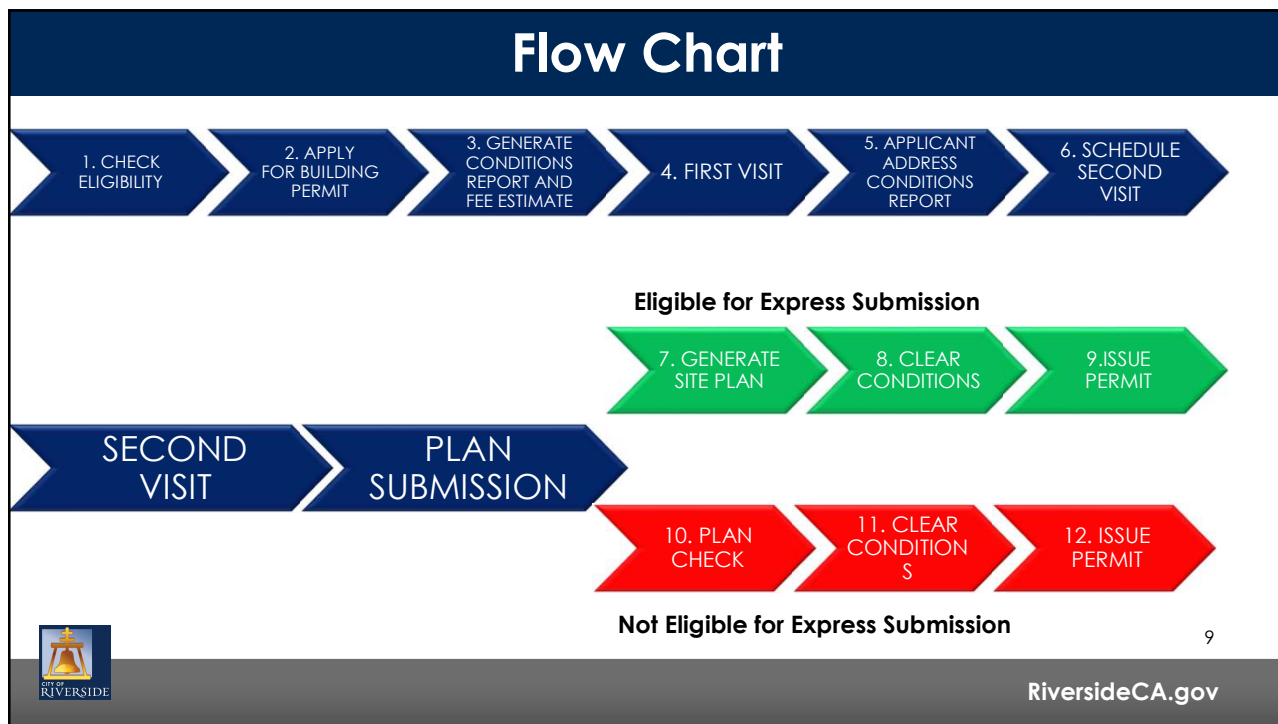 Flow Chart
1. CHECK
ELIGIBILITY
2. APPLY
FOR BUILDING
PERMIT
3. GENERATE
CONDITIONS
REPORT AND
FEE ESTIMATE
4. FIRST VISIT
5. APPLICANT
ADDRESS
CONDITIONS
REPORT
6. SCHEDULE
SECOND
VISIT
Eligible for Express Submission
7. GENERATE
SITE PLAN
8. CLEAR
CONDITIONS
9.ISSUE
PERMIT
SECOND
VISIT
PLAN
SUBMISSION
10. PLAN
CHECK
11. CLEAR
CONDITION
S
12. ISSUE
PERMIT
Not Eligible for Express Submission
9
CITY OF
RIVERSIDE
RiversideCA.gov